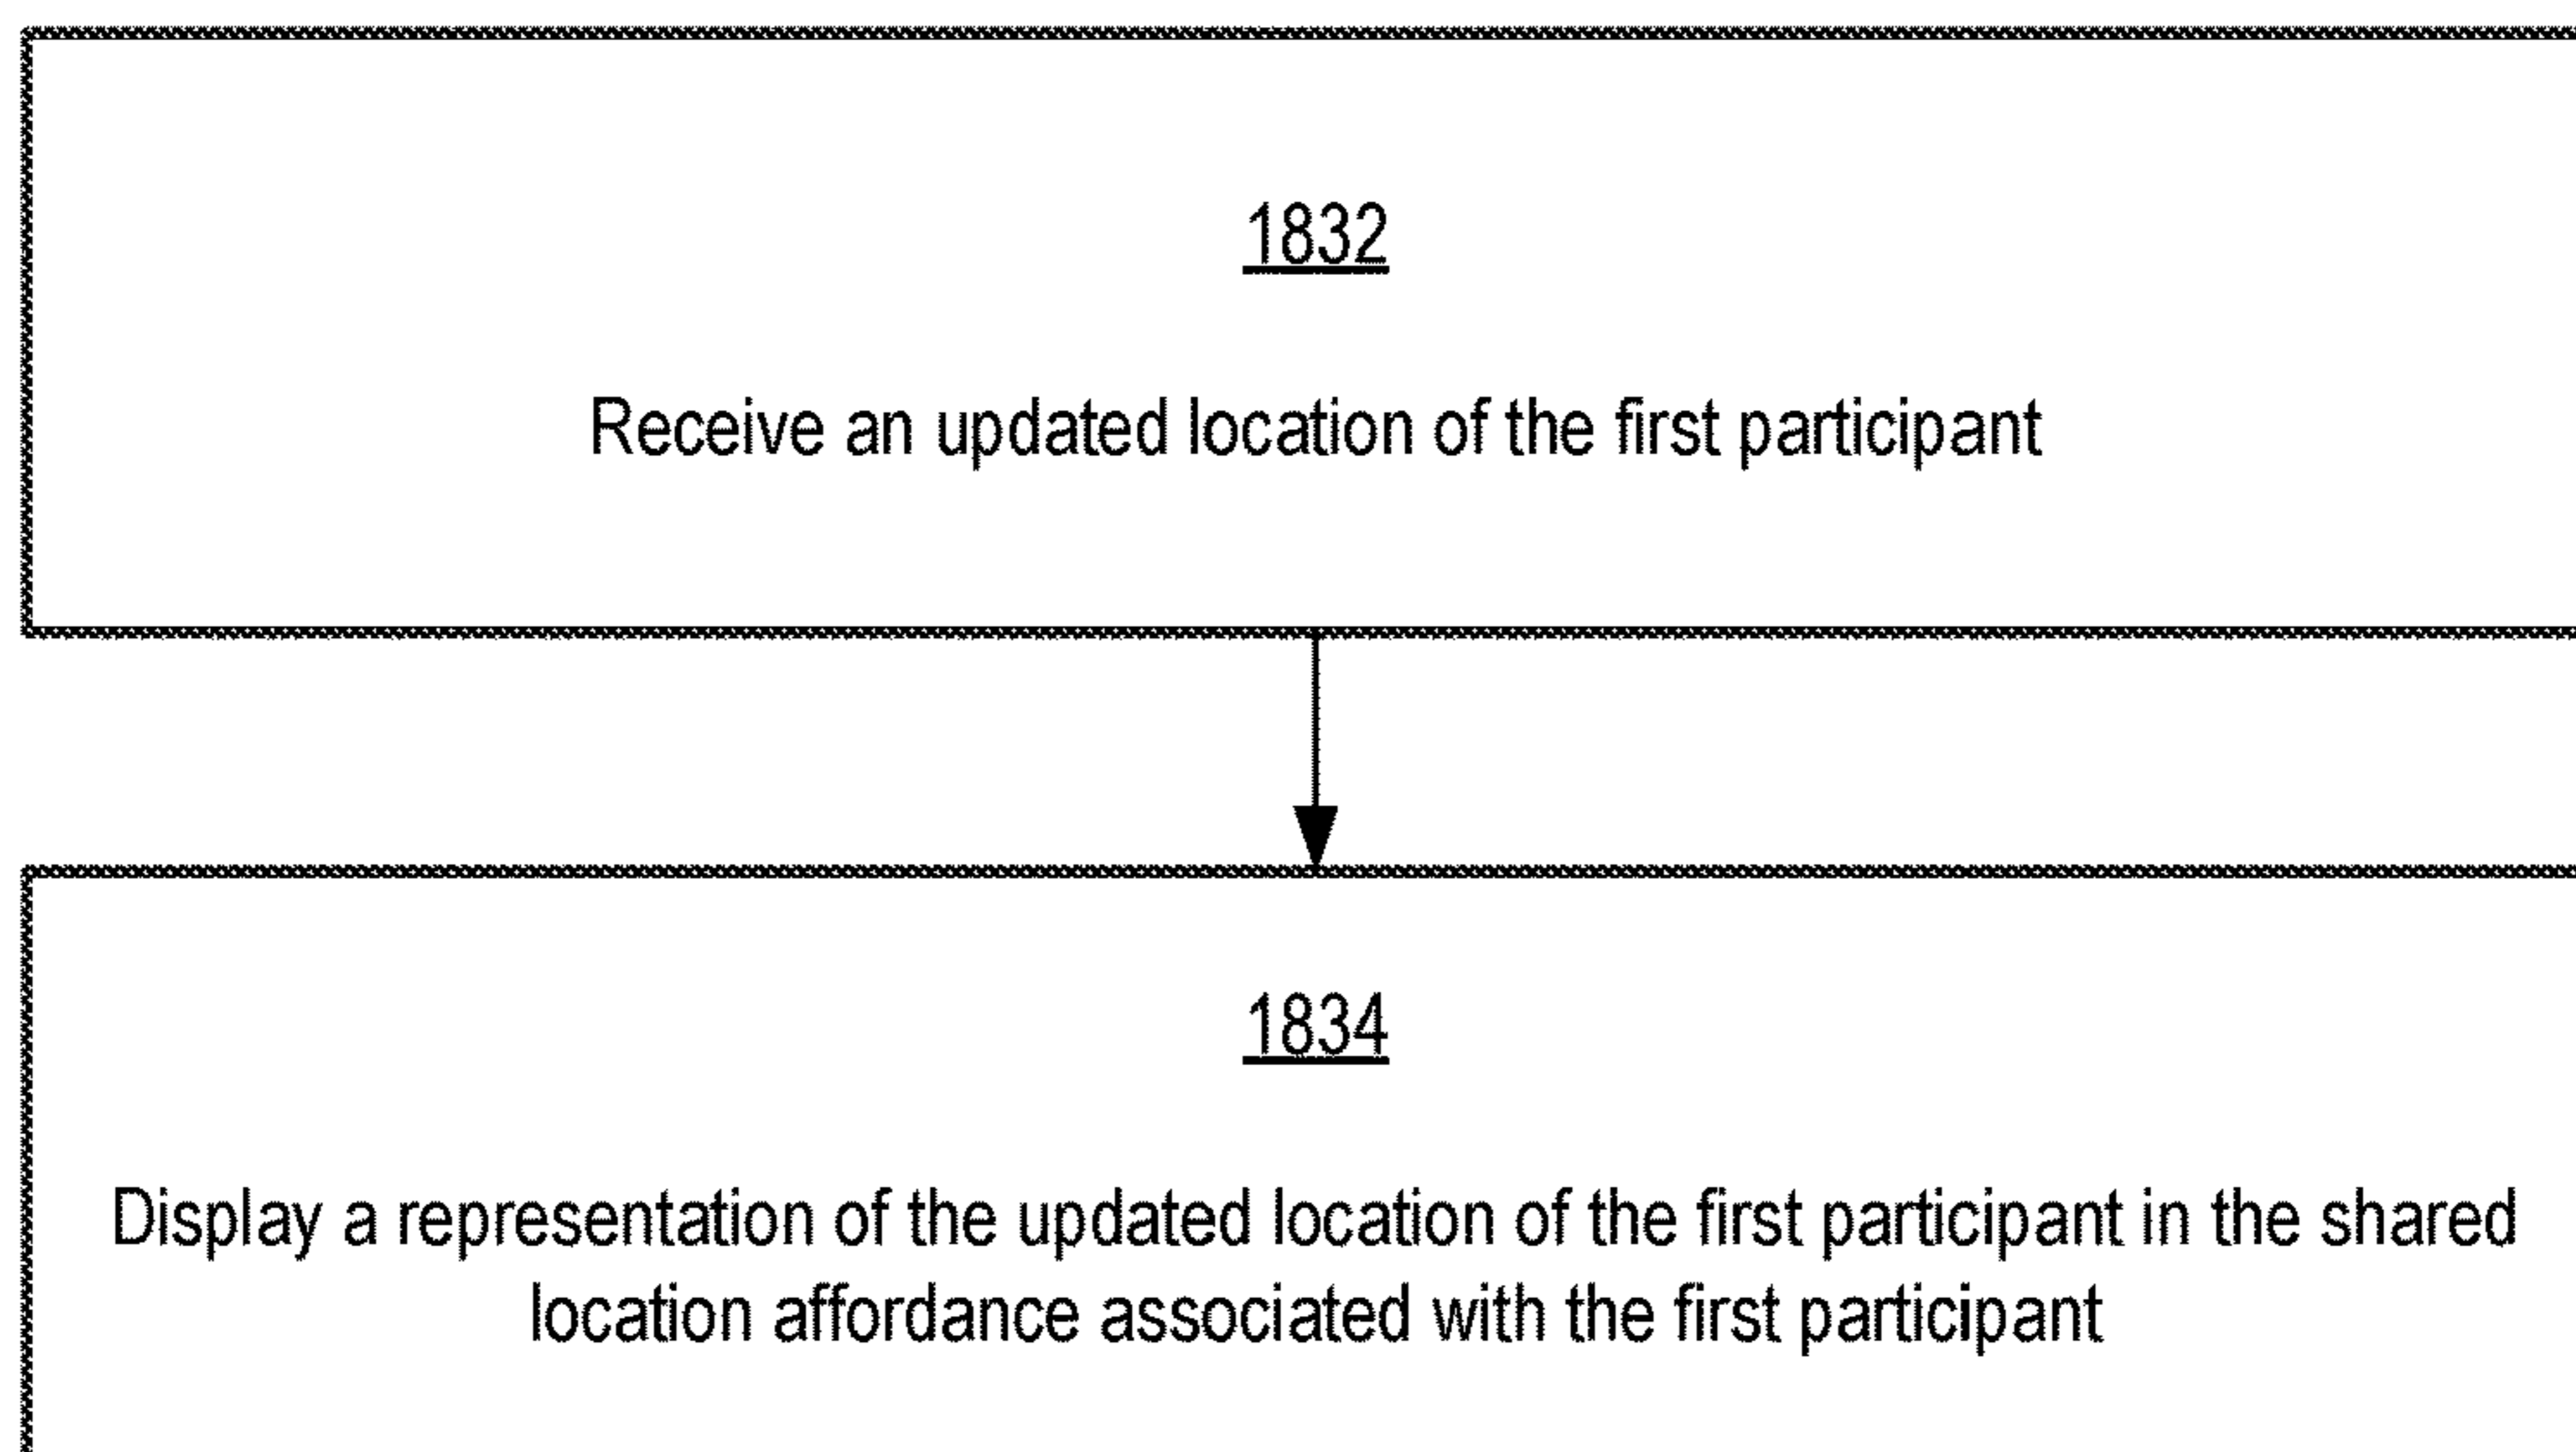 1832
Receive an updated location of the first participant
1834
Display a representation of the updated location of the first participant in the shared
location affordance associated with the first participant